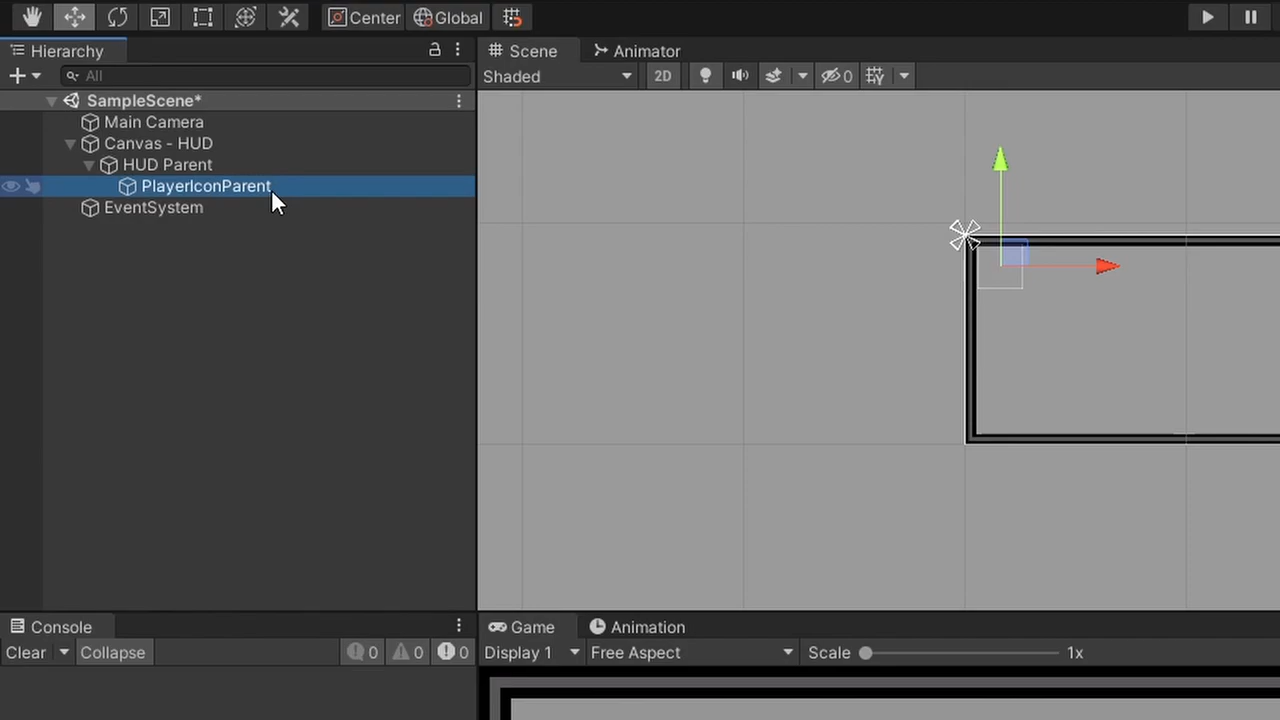 Center Global
Hierarchy
All
SampleScene*
Main Camera
Canvas - HUD
HUD Parent
PlayerIconParent
EventSystem
Scene Animator
Shaded 2D 0
Console
Clear Collapse 0 0 0
Game Animation
Display 1 Free Aspect Scale 1x